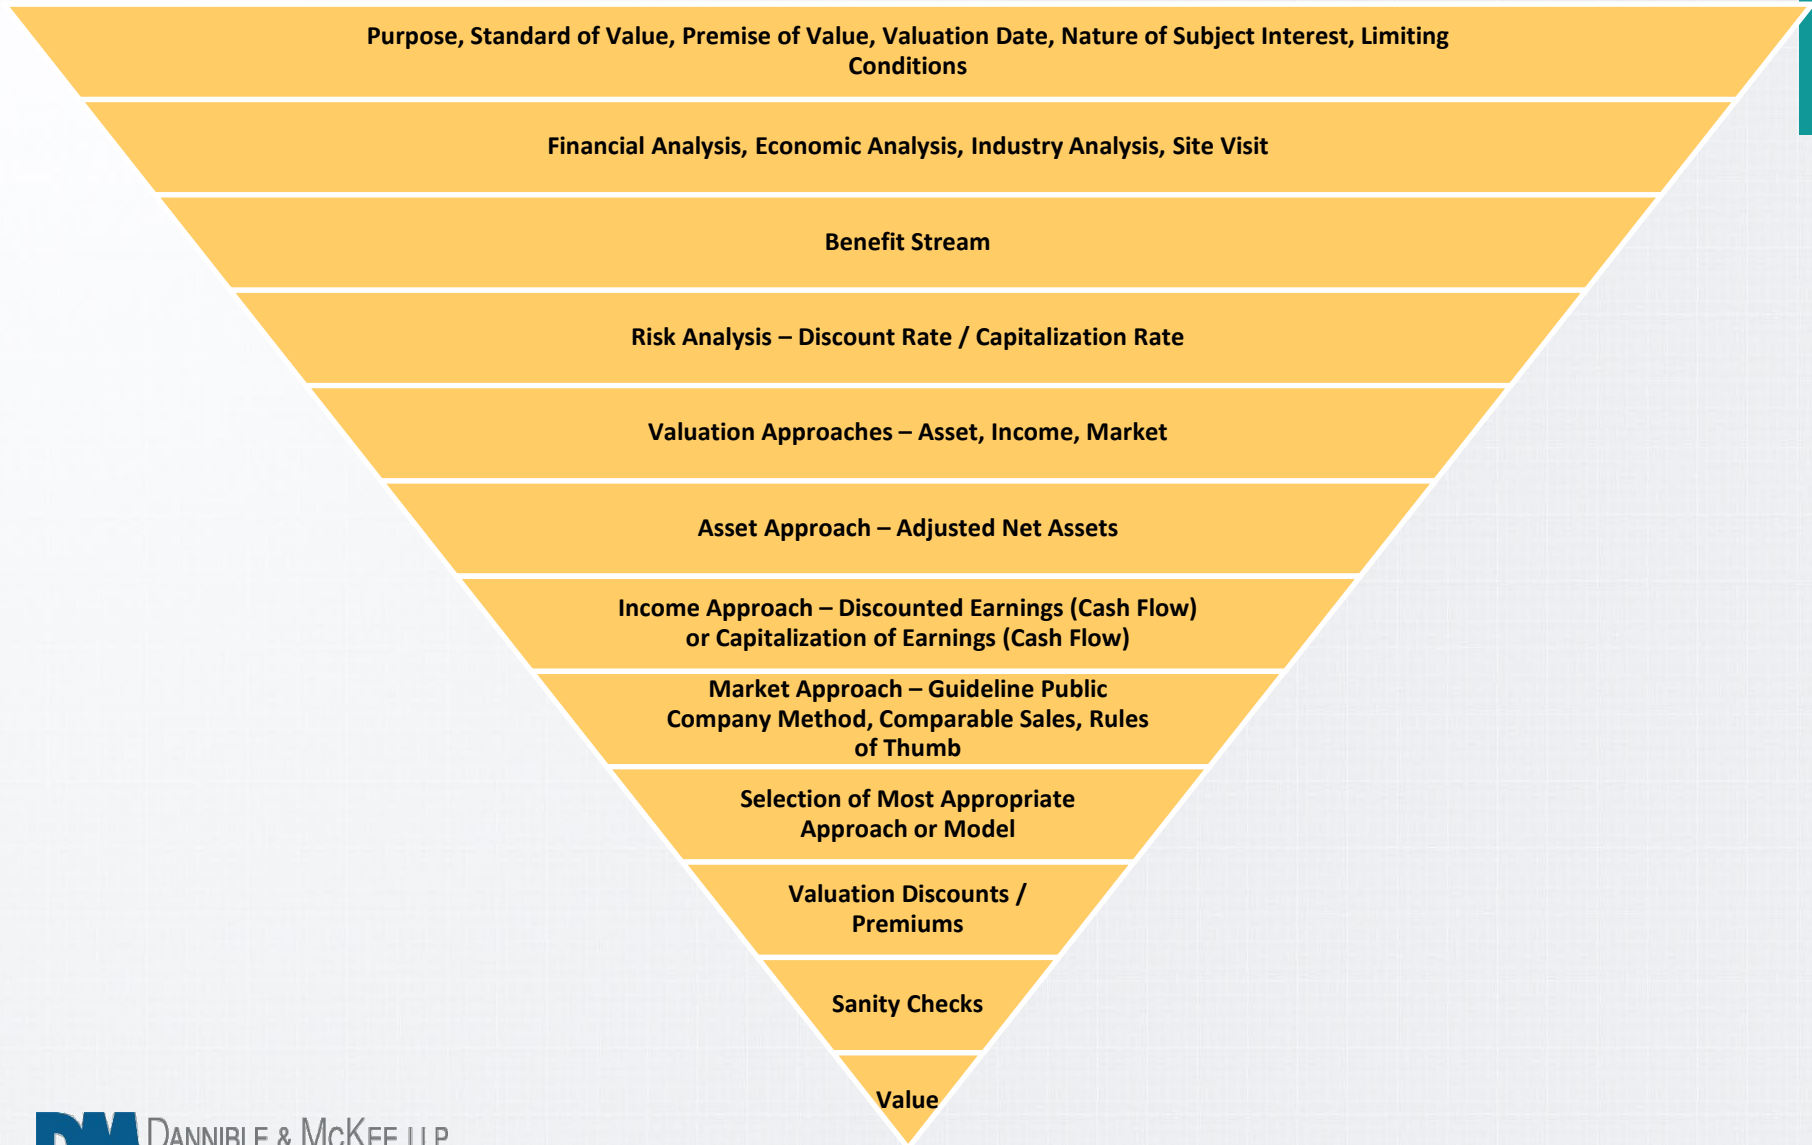 Purpose, Standard of Value, Premise of Value, Valuation Date, Nature of Subject Interest, Limiting
Conditions
Financial Analysis, Economic Analysis, Industry Analysis, Site Visit
Benefit Stream
Risk Analysis – Discount Rate / Capitalization Rate
Valuation Approaches – Asset, Income, Market
Asset Approach – Adjusted Net Assets
Income Approach – Discounted Earnings (Cash Flow)
or Capitalization of Earnings (Cash Flow)
Market Approach – Guideline Public
Company Method, Comparable Sales, Rules
of Thumb
Selection of Most Appropriate
Approach or Model
Valuation Discounts /
Premiums
Sanity Checks
Value
DM DANNIBLE & MCKEE LLP